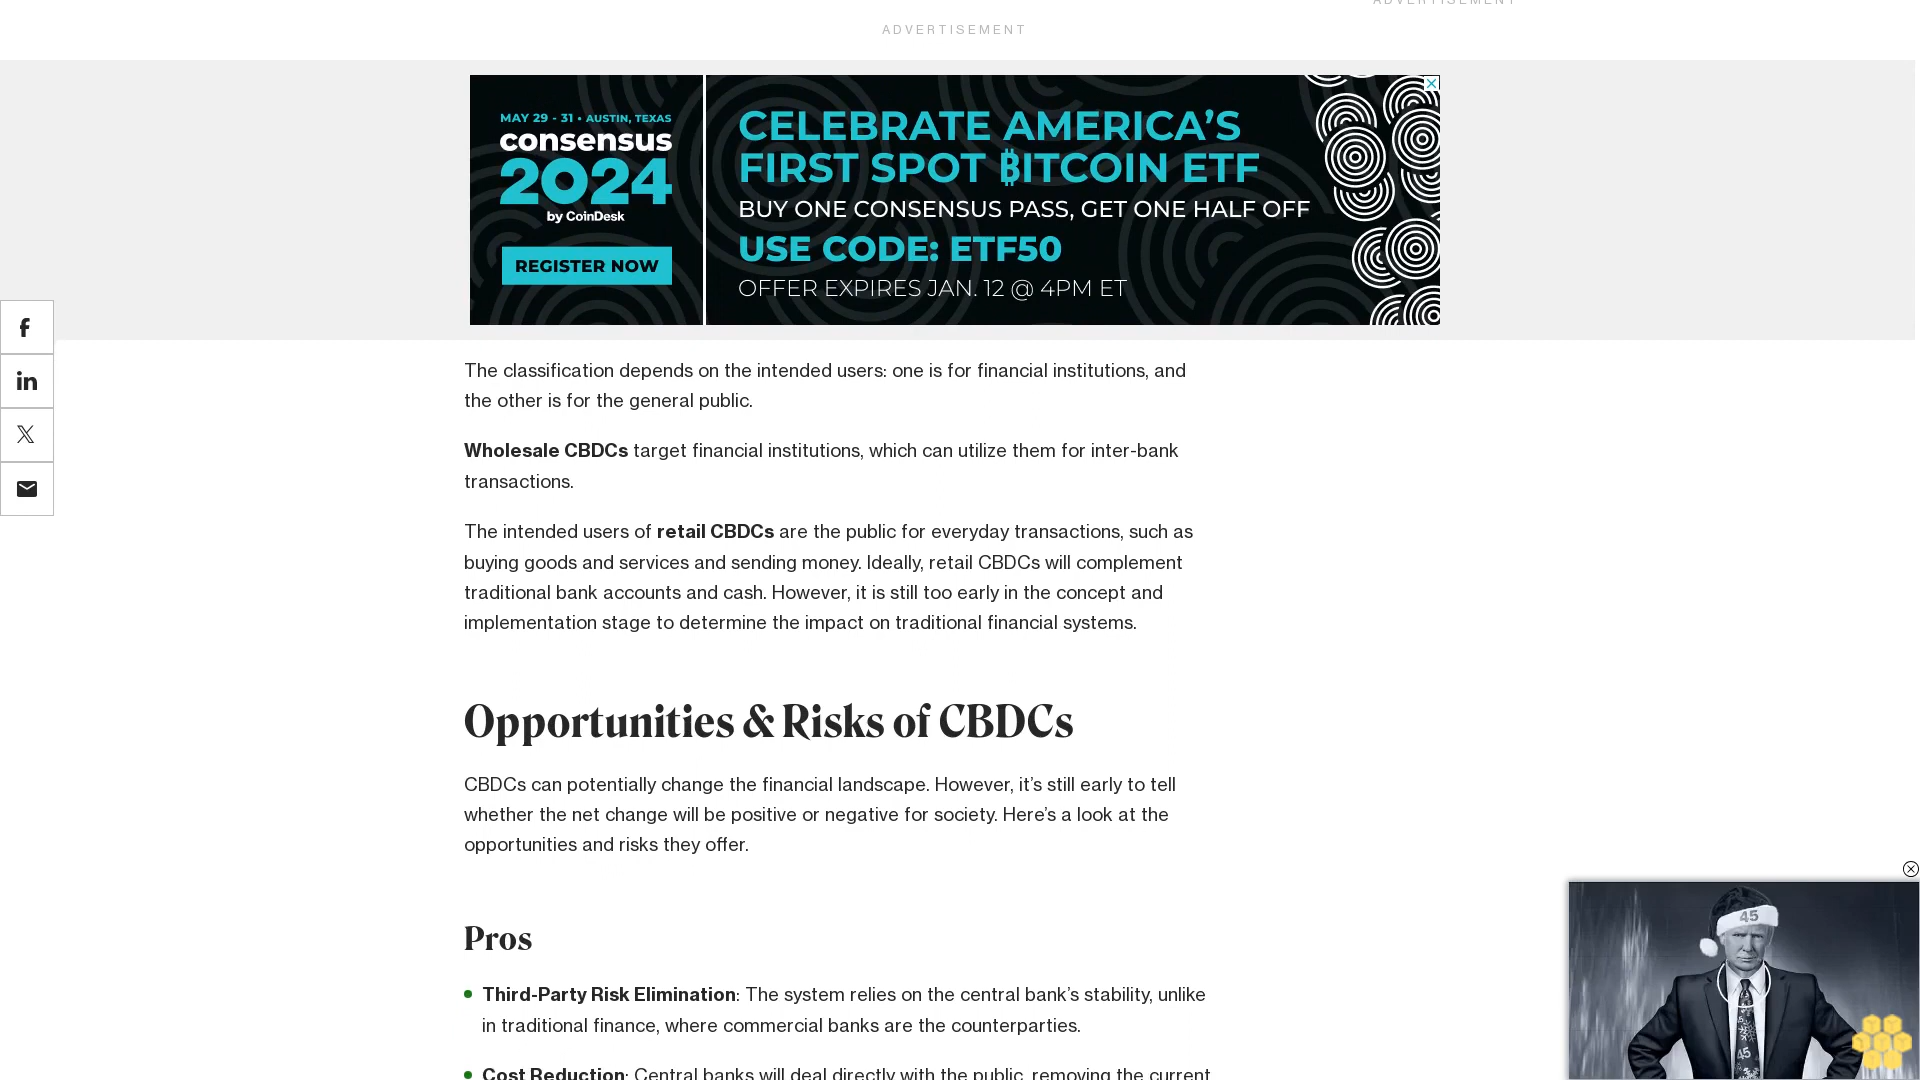 ADVERTISEMENT
ADVERTISEMENT
MAY 29 - 31 • AUSTIN, TEXAS
consensus
2024
by CoinDesk
REGISTER NOW
CELEBRATE AMERICA’S
FIRST SPOT ₿ITCOIN ETF
BUY ONE CONSENSUS PASS, GET ONE HALF OFF
USE CODE: ETF50
OFFER EXPIRES JAN. 12 @ 4PM ET
The classification depends on the intended users: one is for financial institutions, and
the other is for the general public.
Wholesale CBDCs target financial institutions, which can utilize them for inter-bank
transactions.
The intended users of retail CBDCs are the public for everyday transactions, such as
buying goods and services and sending money. Ideally, retail CBDCs will complement
traditional bank accounts and cash. However, it is still too early in the concept and
implementation stage to determine the impact on traditional financial systems.
Opportunities & Risks of CBDCs
CBDCs can potentially change the financial landscape. However, it’s still early to tell
whether the net change will be positive or negative for society. Here’s a look at the
opportunities and risks they offer.
Pros
Third-Party Risk Elimination: The system relies on the central bank’s stability, unlike
in traditional finance, where commercial banks are the counterparties.
Cost Reduction: Central banks will deal directly with the public, removing the current
45
45